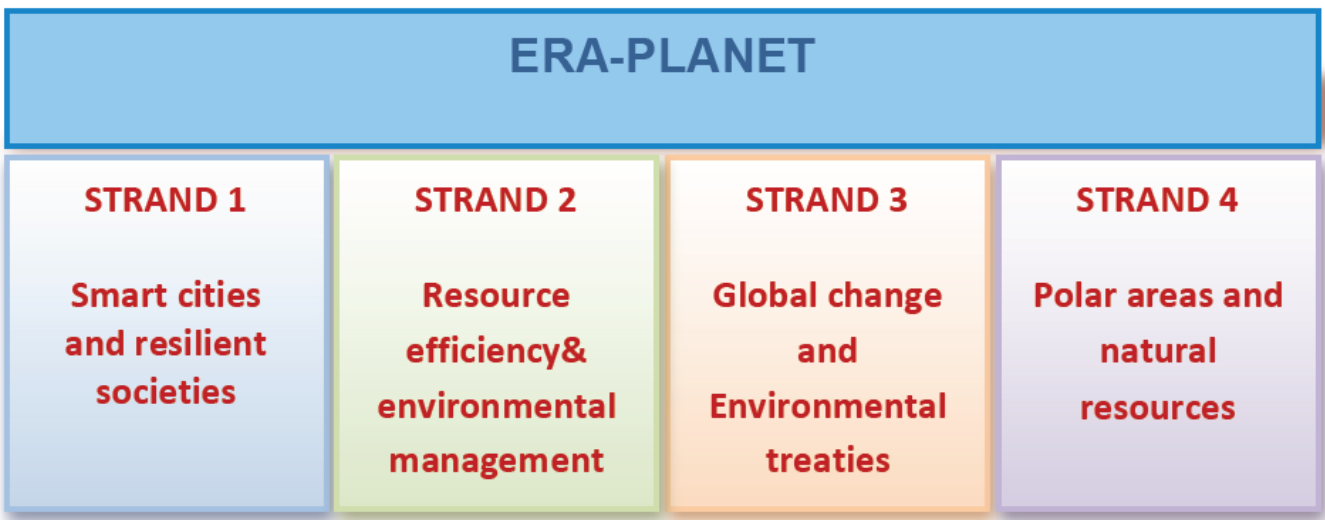 ERA-PLANET
STRAND 1
Smart cities
and resilient
societies
STRAND 2
Resource
efficiency&
environmental
management
STRAND 3
Global change
and
Environmental
treaties
STRAND 4
Polar areas and
natural
resources